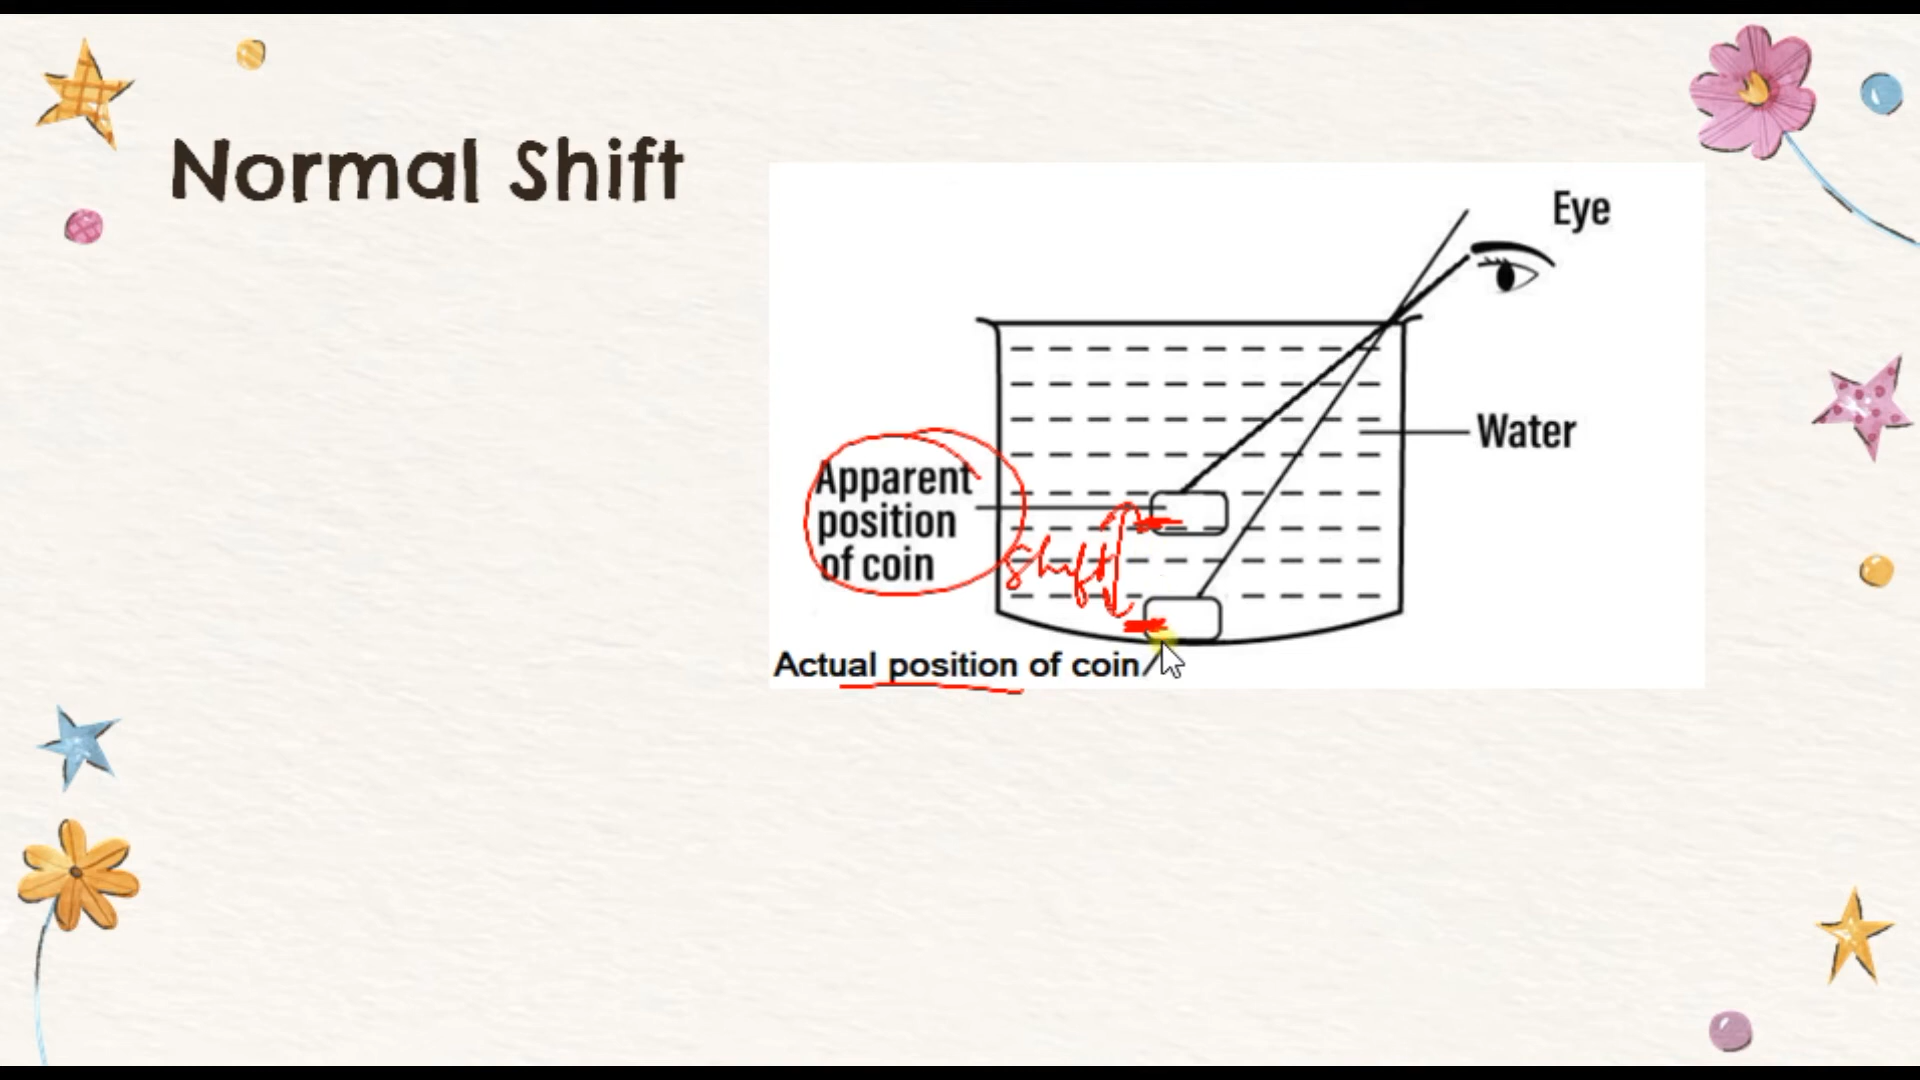 Normal Shift
Eye
Water
Apparent
position
of coin
shift
Actual position of coin